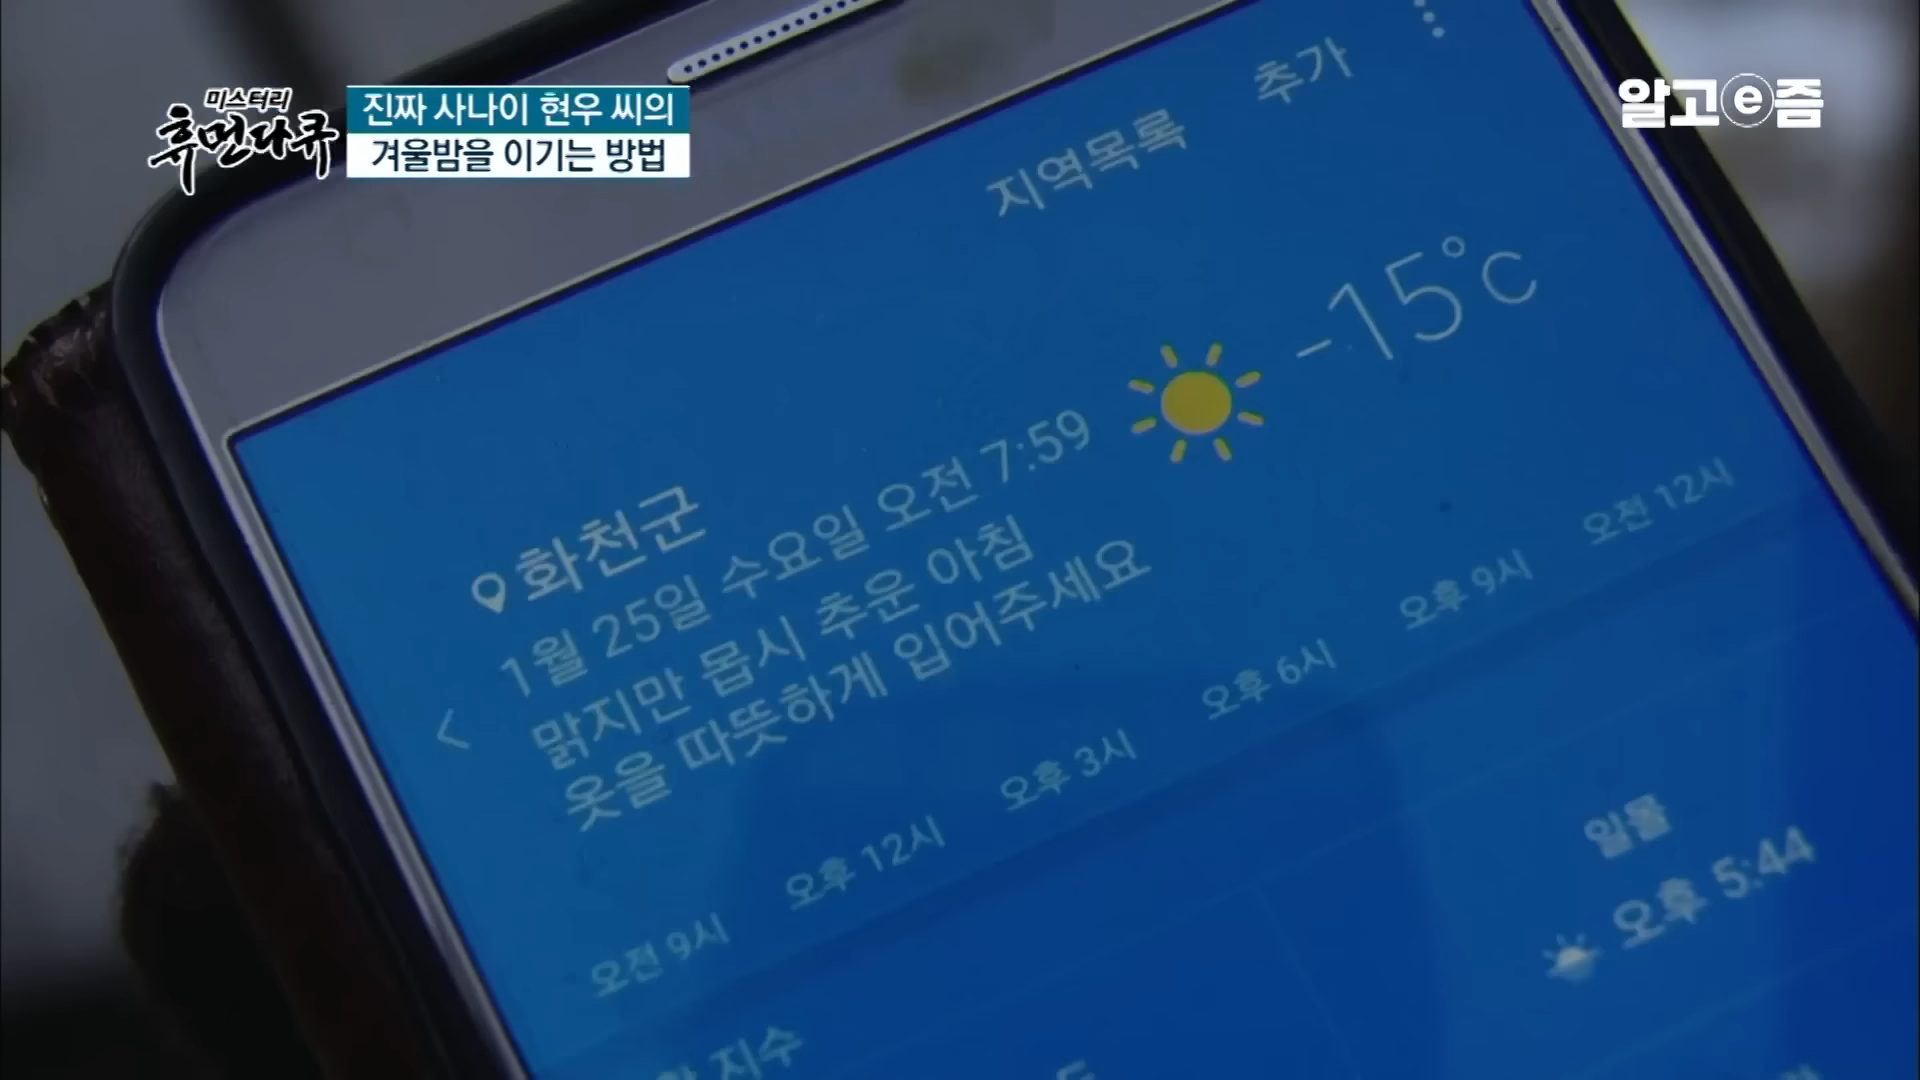 미스터리
휴먼다큐
진짜 사나이 현우 씨의
겨울밤을 이기는 방법
알고e즘
추가
지역목록
-15°C
화천군
1월 25일 수요일 오전 7:59
맑지만 몹시 추운 아침
옷을 따뜻하게 입어주세요
<
오전 9시
오후 12시
오후 3시
오후 6시
오후 9시
오전 12시
일몰
오후 5:44
지수